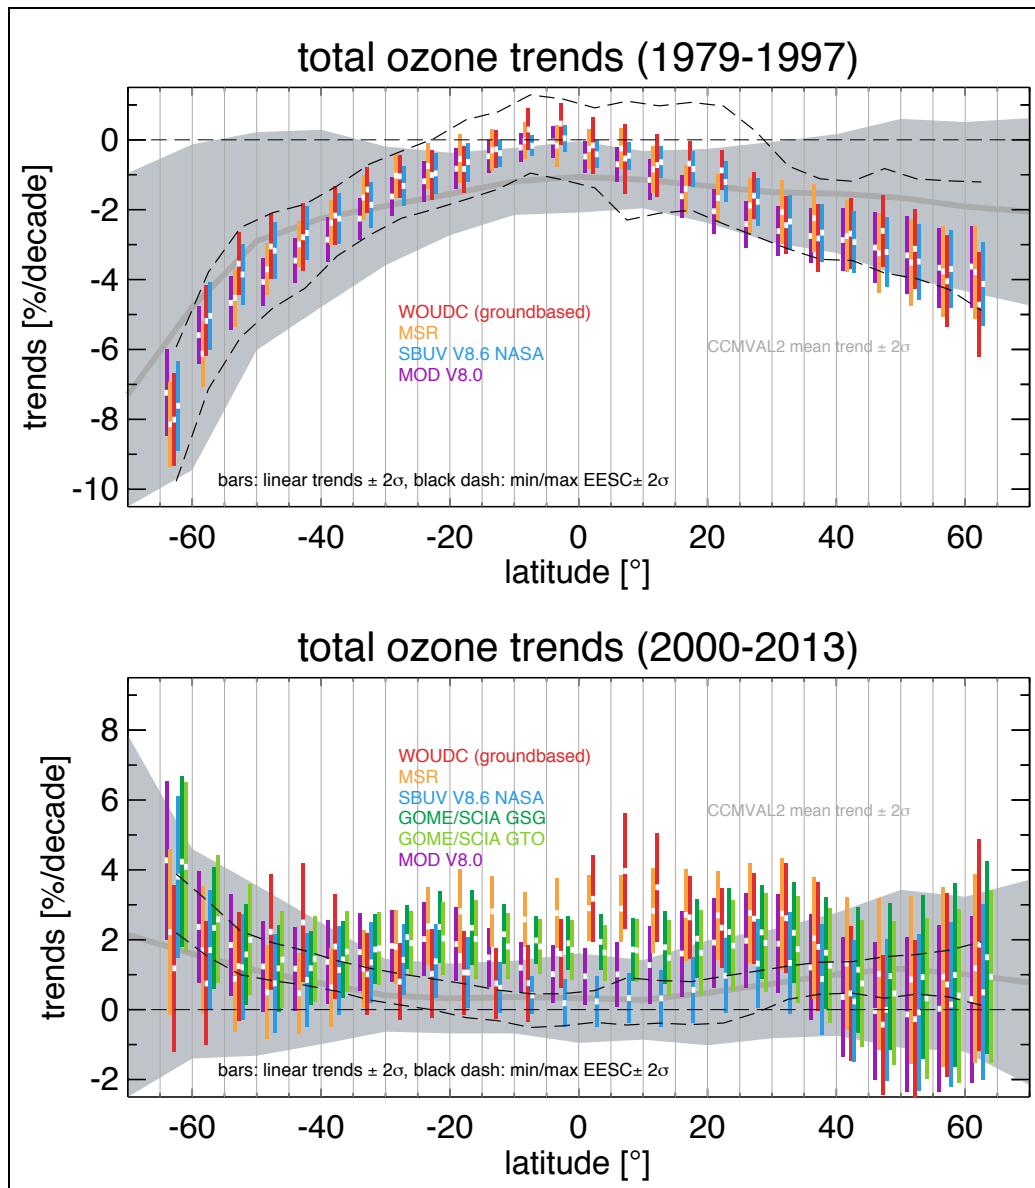 total ozone trends (1979-1997)
trends [%/decade]
0
-2
-4
-6
-8
-10
WOUDC (groundbased)
MSR
SBUV V8.6 NASA
MOD V8.0
CCMVAL2 mean trend ± 2σ
bars: linear trends ± 2σ, black dash: min/max EESC± 2σ
-60 -40 -20 0 20 40 60
latitude [°]
total ozone trends (2000-2013)
trends [%/decade]
8
6
4
2
0
-2
WOUDC (groundbased)
MSR
SBUV V8.6 NASA
GOME/SCIA GSG
GOME/SCIA GTO
MOD V8.0
CCMVAL2 mean trend ± 2σ
bars: linear trends ± 2σ, black dash: min/max EESC± 2σ
-60 -40 -20 0 20 40 60
latitude [°]